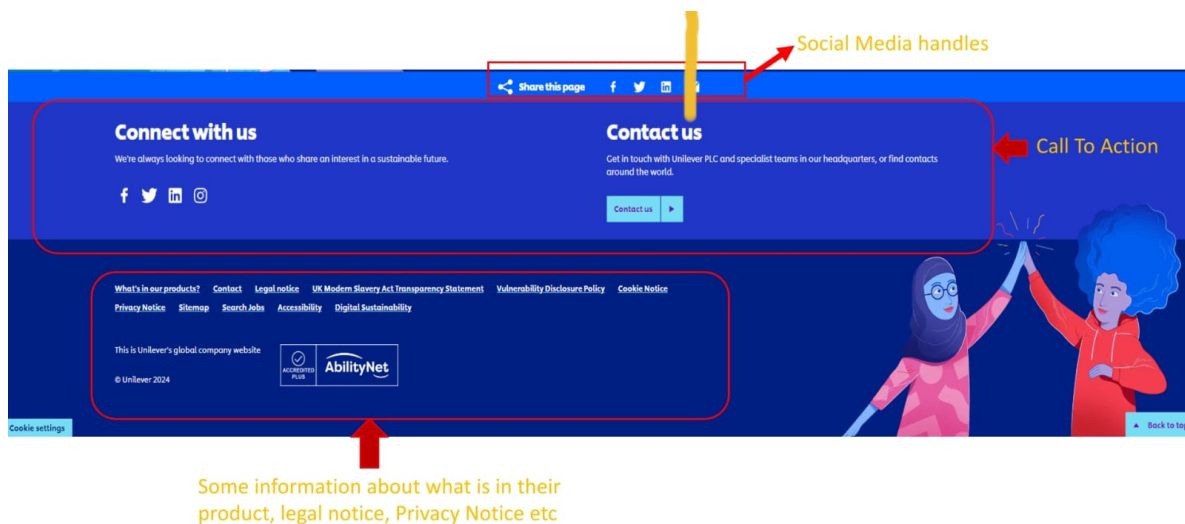 Social Media handles
Share this page
Connect with us
Contact us
We're always looking to connect with those who share an interest in a sustainable future.
Get in touch with Unilever PLC and specialist teams in our headquarters, or find contacts
around the world.
Call To Action
Contact us
What's in our products? Contact Legal notice UK Modern Slavery Act Transparency Statement Vulnerability Disclosure Policy Cookie Notice
Privacy Notice Sitemap Search Jobs Accessibility Digital Sustainability
This is Unilever's global company website
© Unilever 2024
ACCREDITED
PLUS
AbilityNet
Cookie settings
Back to top
Some information about what is in their
product, legal notice, Privacy Notice etc